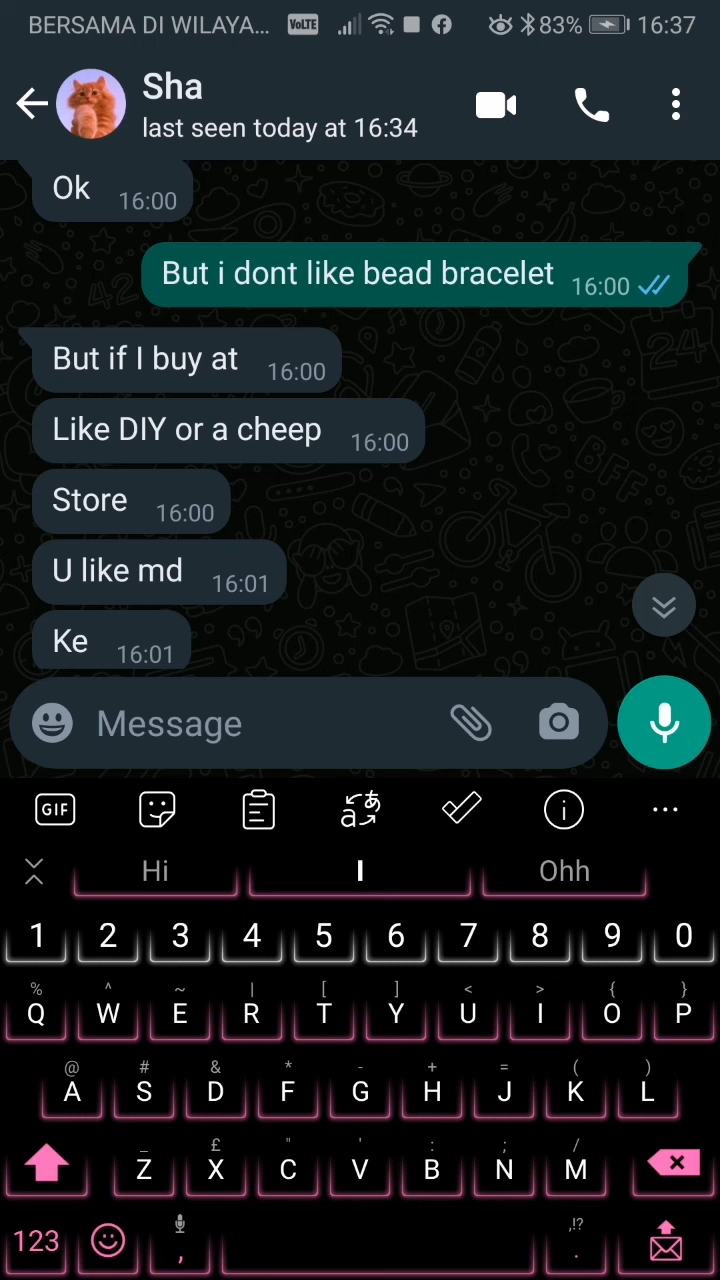 BERSAMA DI WILAYA... VoLTE 83% 16:37
Sha
last seen today at 16:34
Ok 16:00
But i dont like bead bracelet 16:00
But if I buy at 16:00
Like DIY or a cheep 16:00
Store 16:00
U like md 16:01
Ke 16:01
Message
GIF
Hi I Ohh
1 2 3 4 5 6 7 8 9 0
% ^ ~ | [ ] < > { }
Q W E R T Y U I O P
@ # & * - + = ( )
A S D F G H J K L
_ £ " ' : ; /
Z X C V B N M
,!?
123 , .